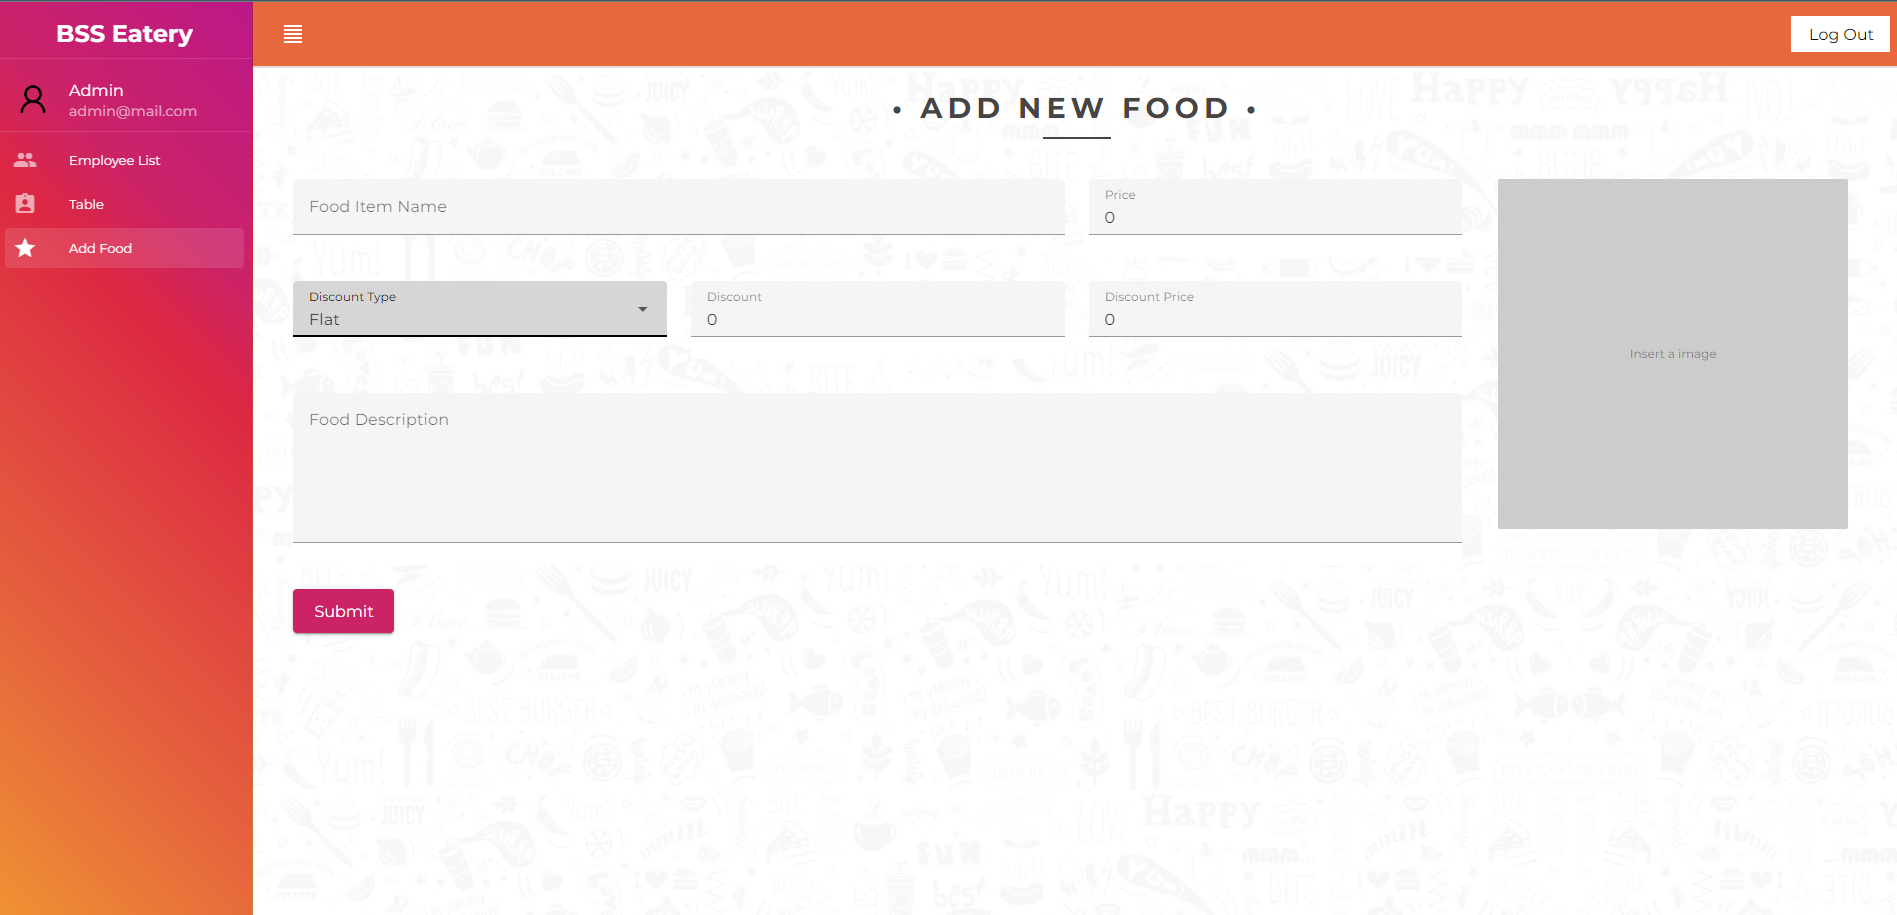 BSS Eatery
Log Out
Admin
admin@mail.com
Employee List
Table
Add Food
• ADD NEW FOOD •
Food Item Name
Price
0
Discount Type
Flat
Discount
0
Discount Price
0
Insert a image
Food Description
Submit